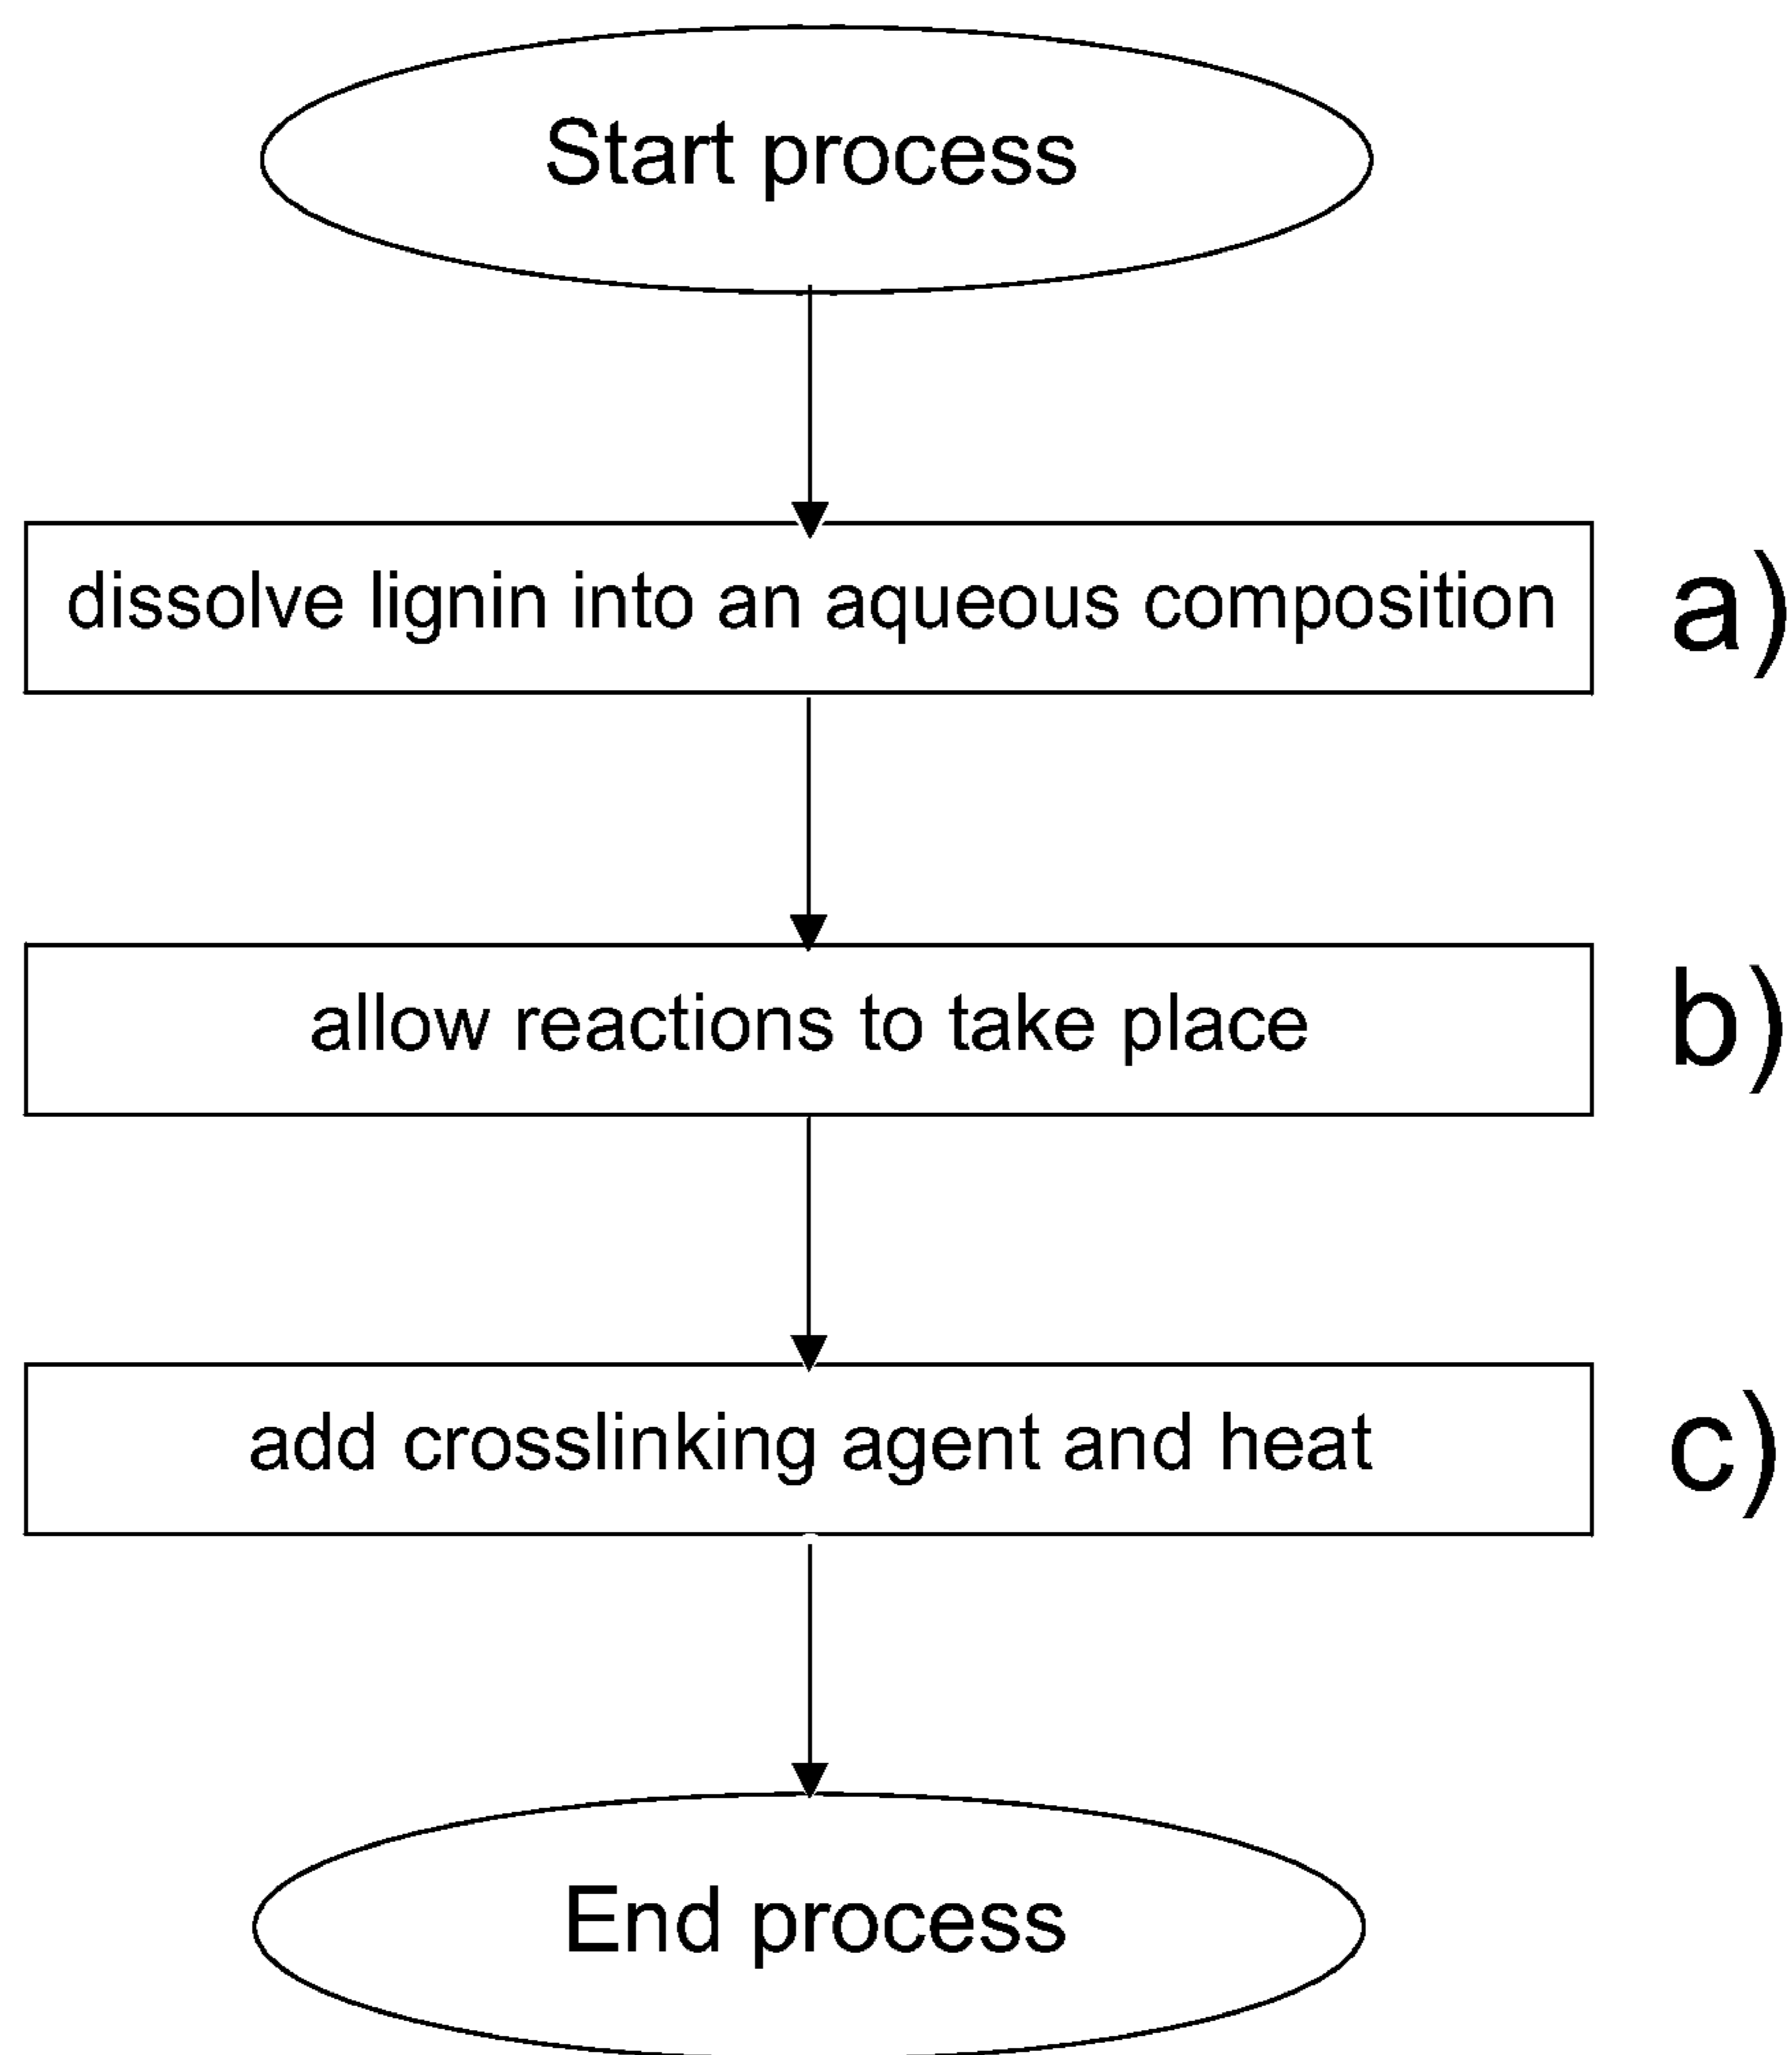 Start process
dissolve lignin into an aqueous composition
a)
allow reactions to take place
b)
add crosslinking agent and heat
c)
End process